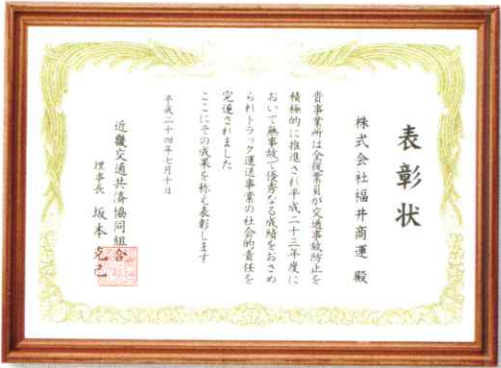 表彰状
株式会社福井商運 殿
貴事業所は全従業員が交通事故防止を
積極的に推進され平成二十三年度に
おいて無事故で優秀なる成績をおさめ
られトラック運送事業の社会的責任を
完遂されました
ここにその成果を称え表彰します
平成二十四年七月十日
近畿交通共済協同組合
理事長 坂本克己